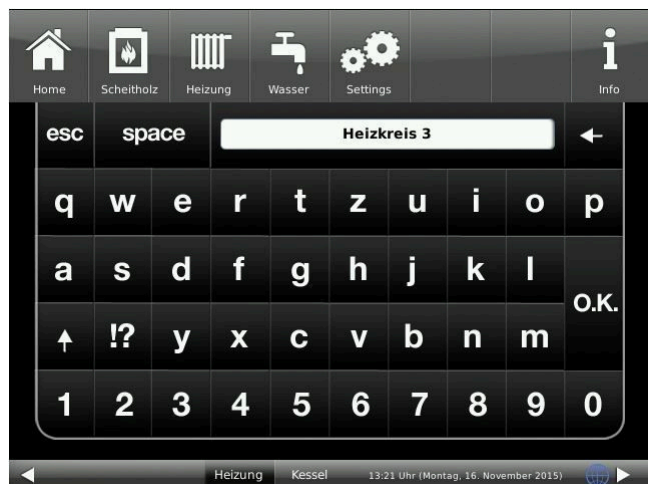 Home Scheitholz Heizung Wasser Settings Info
esc space Heizkreis 3
q w e r t z u i o p
a s d f g h j k l
O.K.
!? y x c v b n m
1 2 3 4 5 6 7 8 9 0
Heizung Kessel 13:21 Uhr (Montag, 16. November 2015)